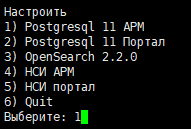 Настроить
1) Postgresql 11 АРМ
2) Postgresql 11 Портал
3) OpenSearch 2.2.0
4) НСИ АРМ
5) НСИ портал
6) Quit
Выберите: 1